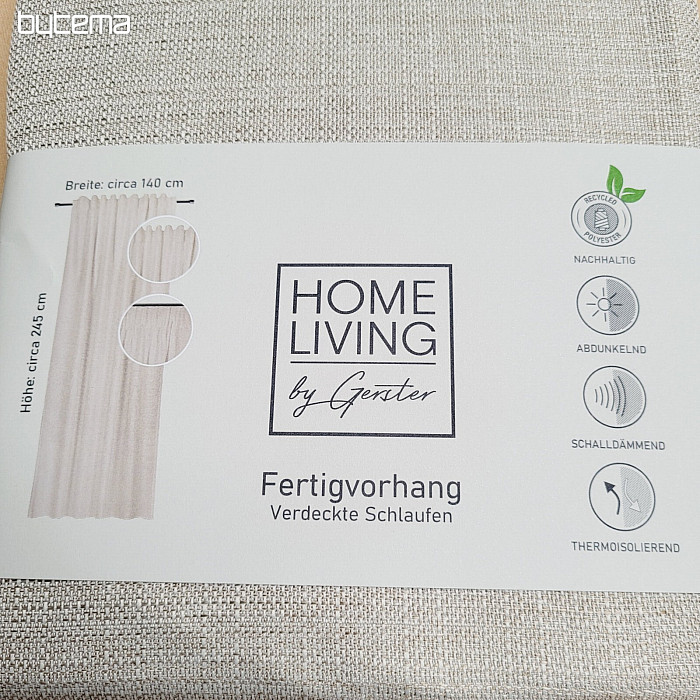 butema
Breite: circa 140 cm
Höhe: circa 245 cm
HOME
LIVING
by Gerster
Fertigvorhang
Verdeckte Schlaufen
RECYCLED
POLYESTER
NACHHALTIG
ABDUNKELND
SCHALLDÄMMEND
THERMOISOLIEREND